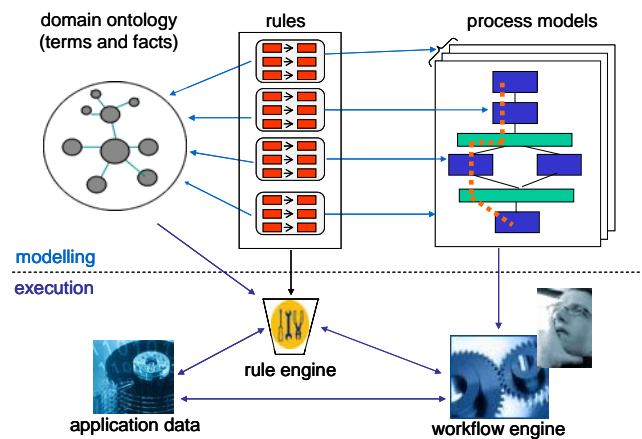 domain ontology
(terms and facts)
rules
process models
modelling
execution
rule engine
application data
workflow engine